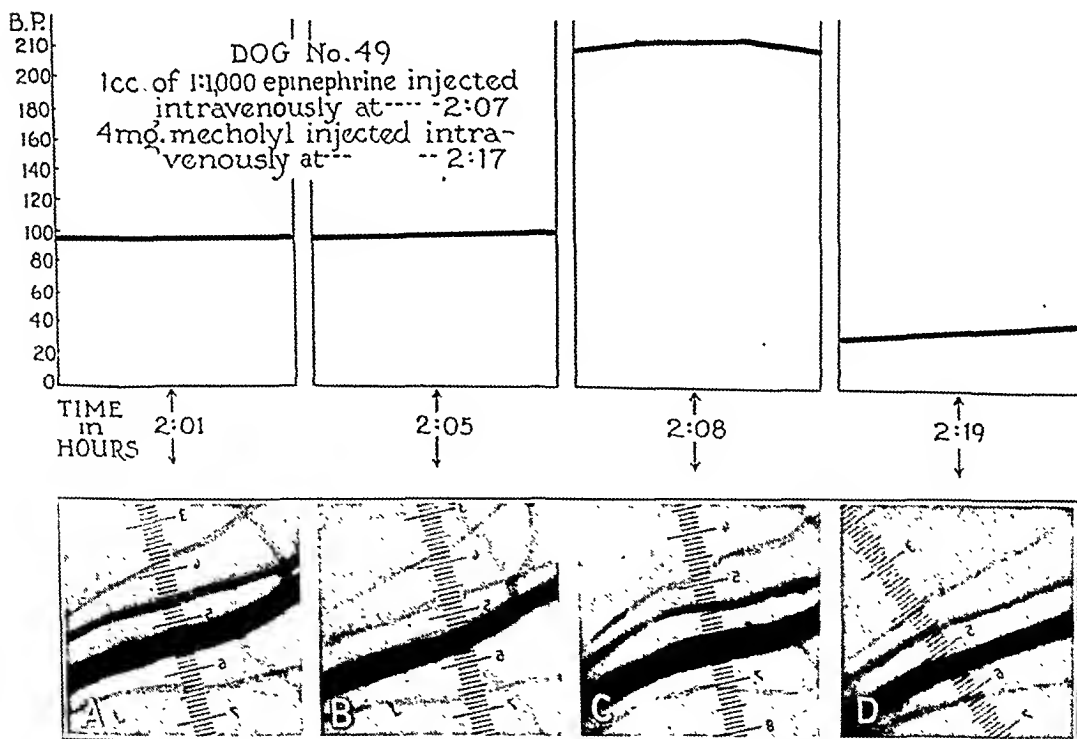 B.P.
210
200
180
160
140
120
100
80
60
40
20
0
DOG No. 49
1cc. of 1:1,000 epinephrine injected
intravenously at---- -2:07
4mg. mecholyl injected intra-
venously at--- -- 2:17
TIME
in
HOURS
2:01
2:05
2:08
2:19
A
B
C
D